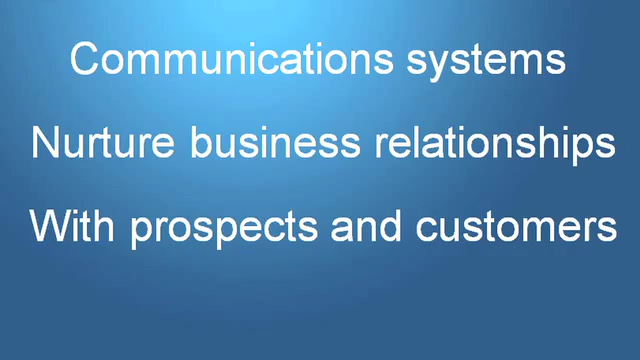 Communications systems
Nurture business relationships
With prospects and customers